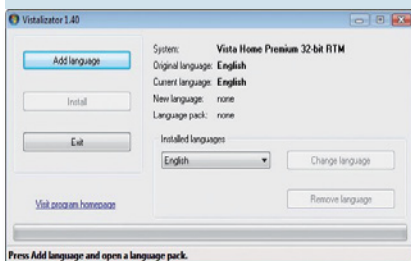 Vistalizator 1.40
Add language
Install
Exit
Visit program homepage
System: Vista Home Premium 32-bit RTM
Original language: English
Current language: English
New language: none
Language pack: none
Installed languages
English
Change language
Remove language
Press Add language and open a language pack.